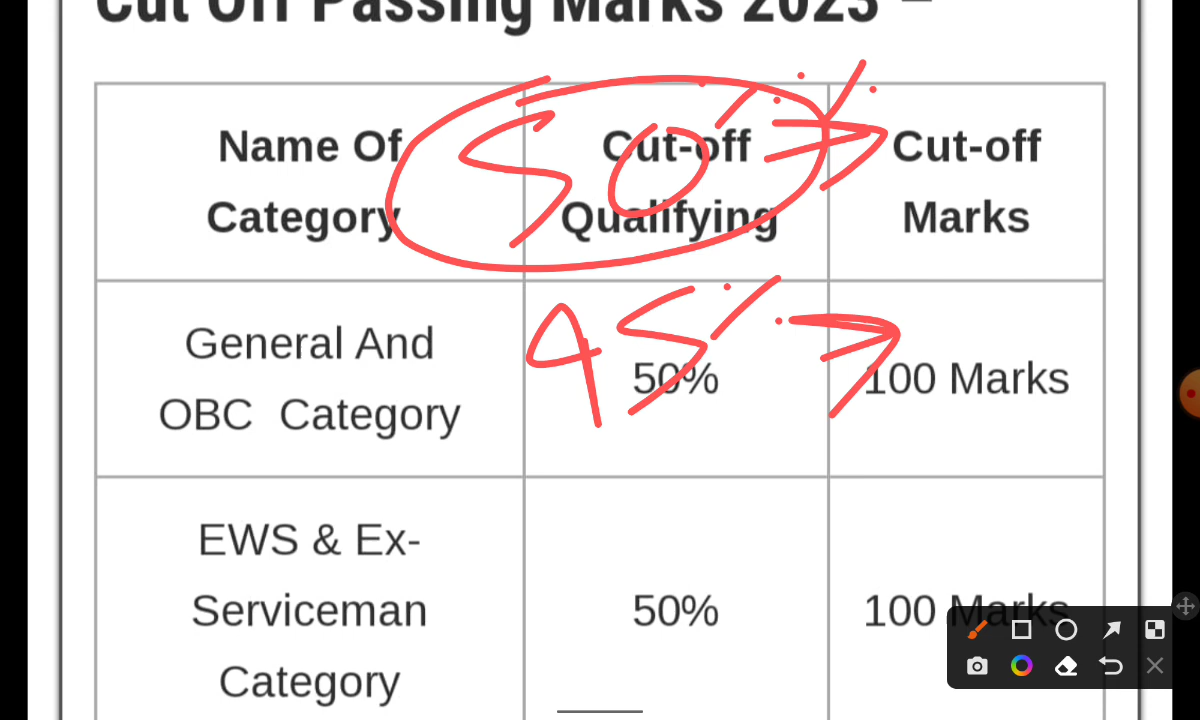 Cut Off Passing Marks 2023 –
Name Of Category
Cut-off Qualifying
Cut-off Marks
50%
General And OBC Category
50%
100 Marks
45%
EWS & Ex-Serviceman Category
50%
100 Marks